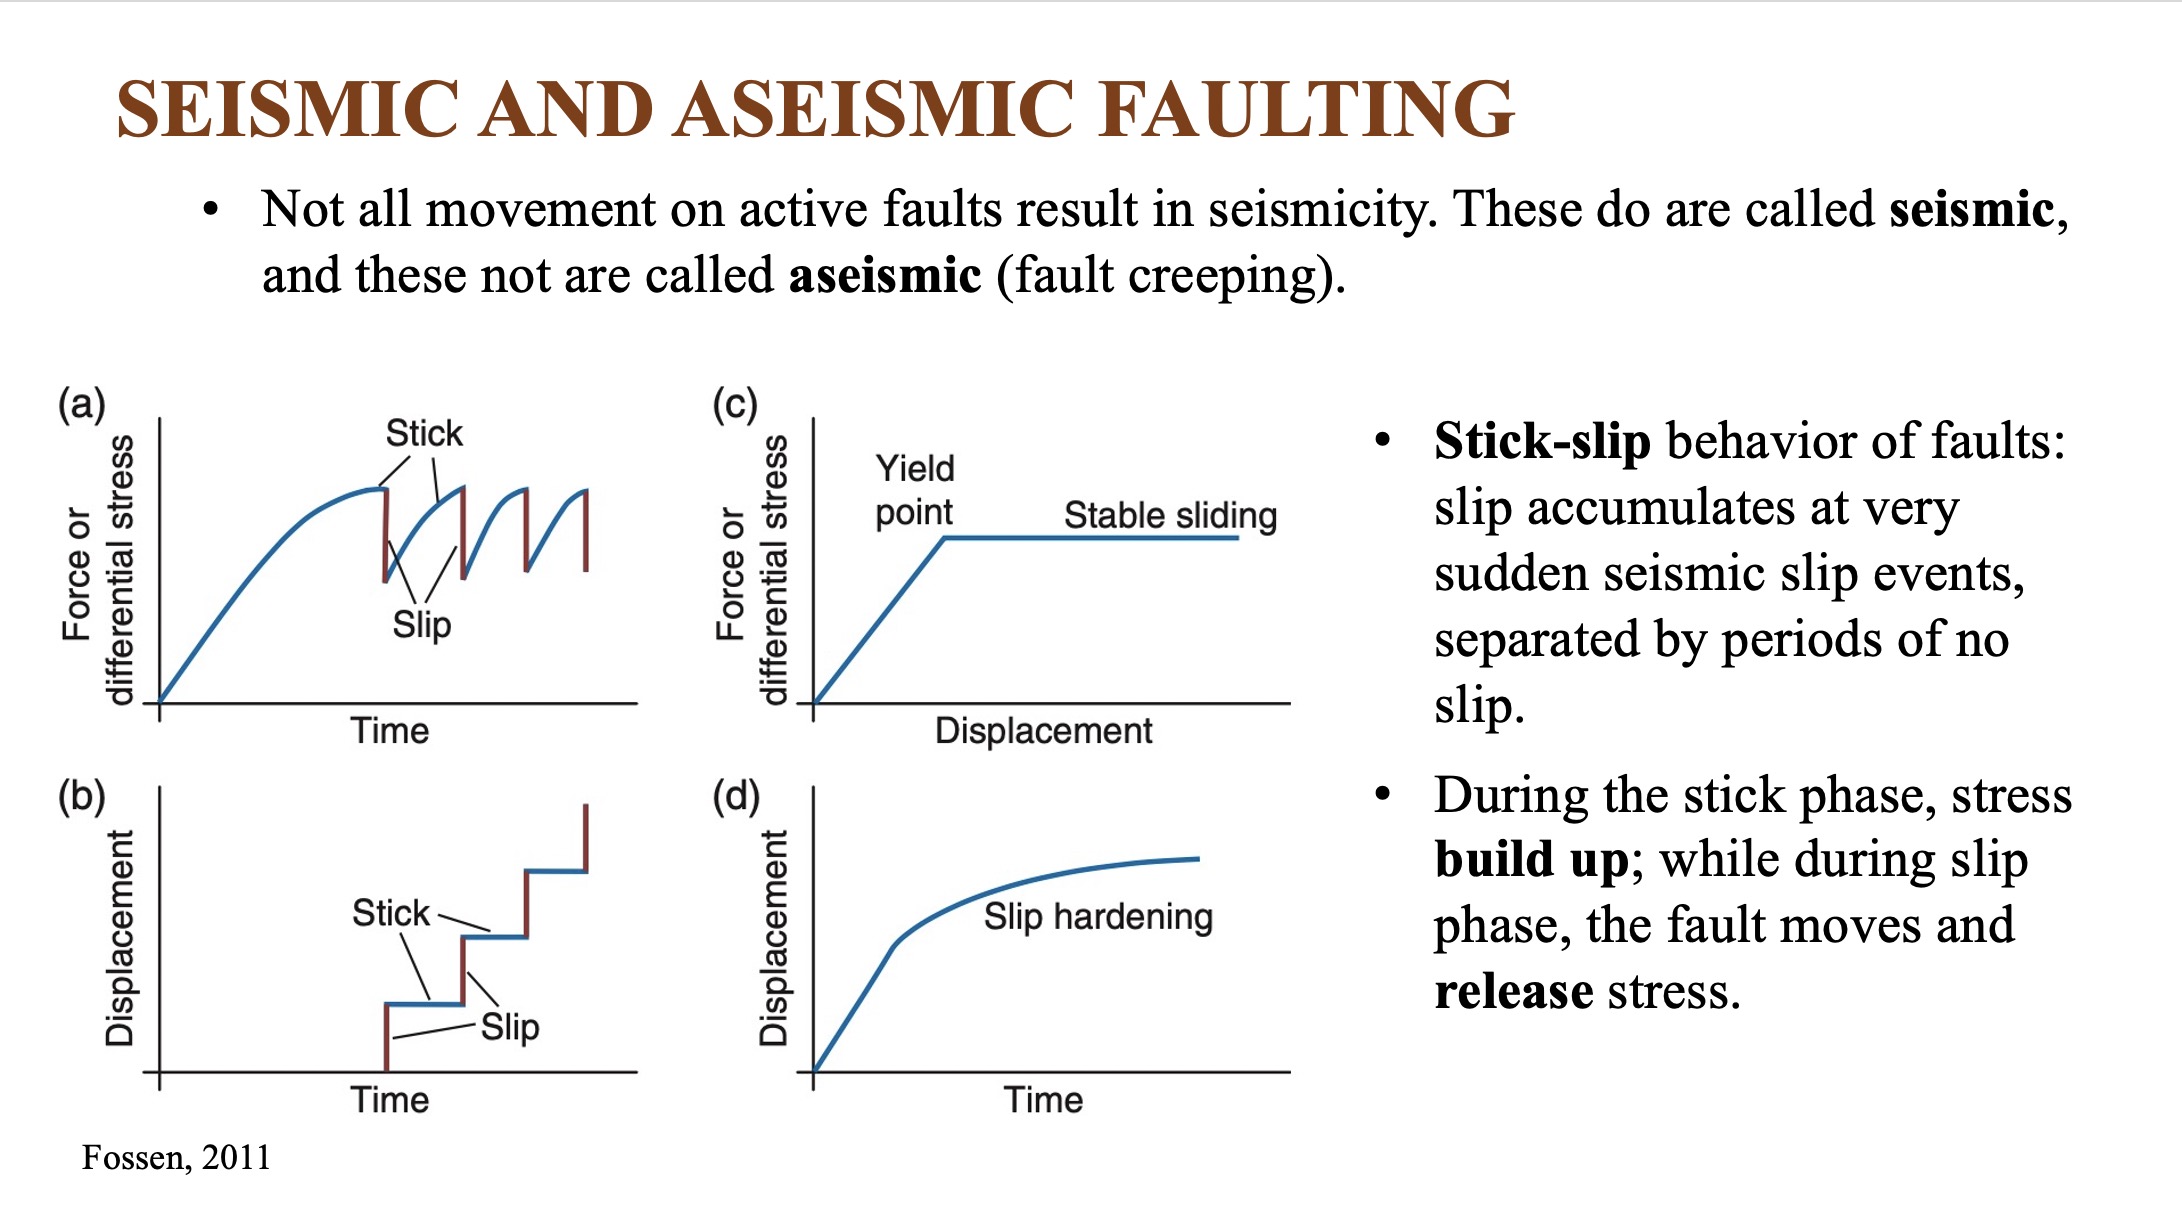 SEISMIC AND ASEISMIC FAULTING
• Not all movement on active faults result in seismicity. These do are called seismic,
and these not are called aseismic (fault creeping).
(a)
Force or
differential stress
Stick
Slip
Time
(c)
Force or
differential stress
Yield
point
Stable sliding
Displacement
(b)
Displacement
Stick
Slip
Time
(d)
Displacement
Slip hardening
Time
• Stick-slip behavior of faults:
slip accumulates at very
sudden seismic slip events,
separated by periods of no
slip.
• During the stick phase, stress
build up; while during slip
phase, the fault moves and
release stress.
Fossen, 2011